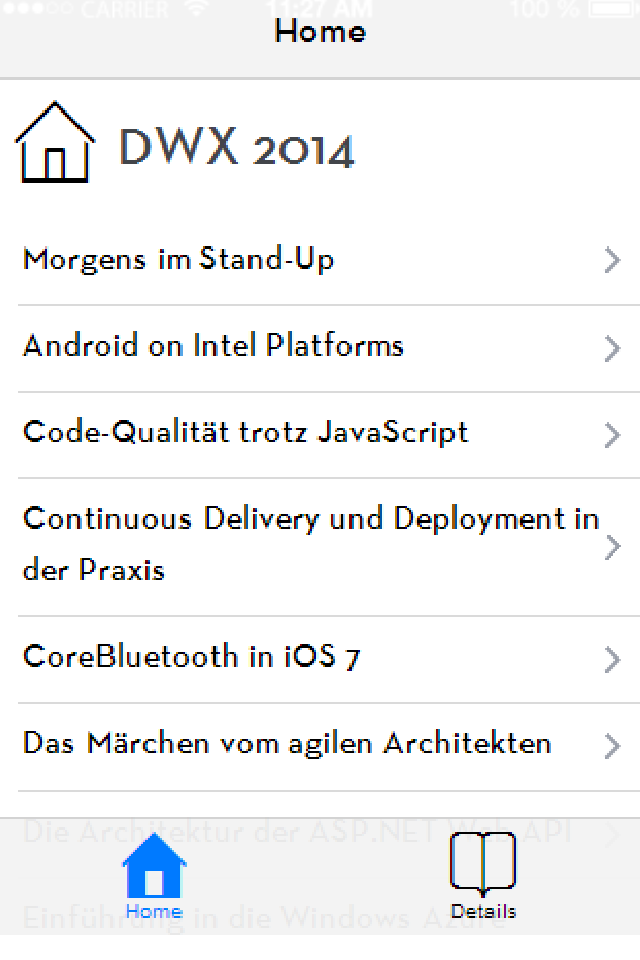 CARRIER 11:27 AM 100 %
Home
DWX 2014
Morgens im Stand-Up
Android on Intel Platforms
Code-Qualität trotz JavaScript
Continuous Delivery und Deployment in
der Praxis
CoreBluetooth in iOS 7
Das Märchen vom agilen Architekten
Die Architektur der ASP.NET Web API
Einführung in die Windows Azure
Home
Details